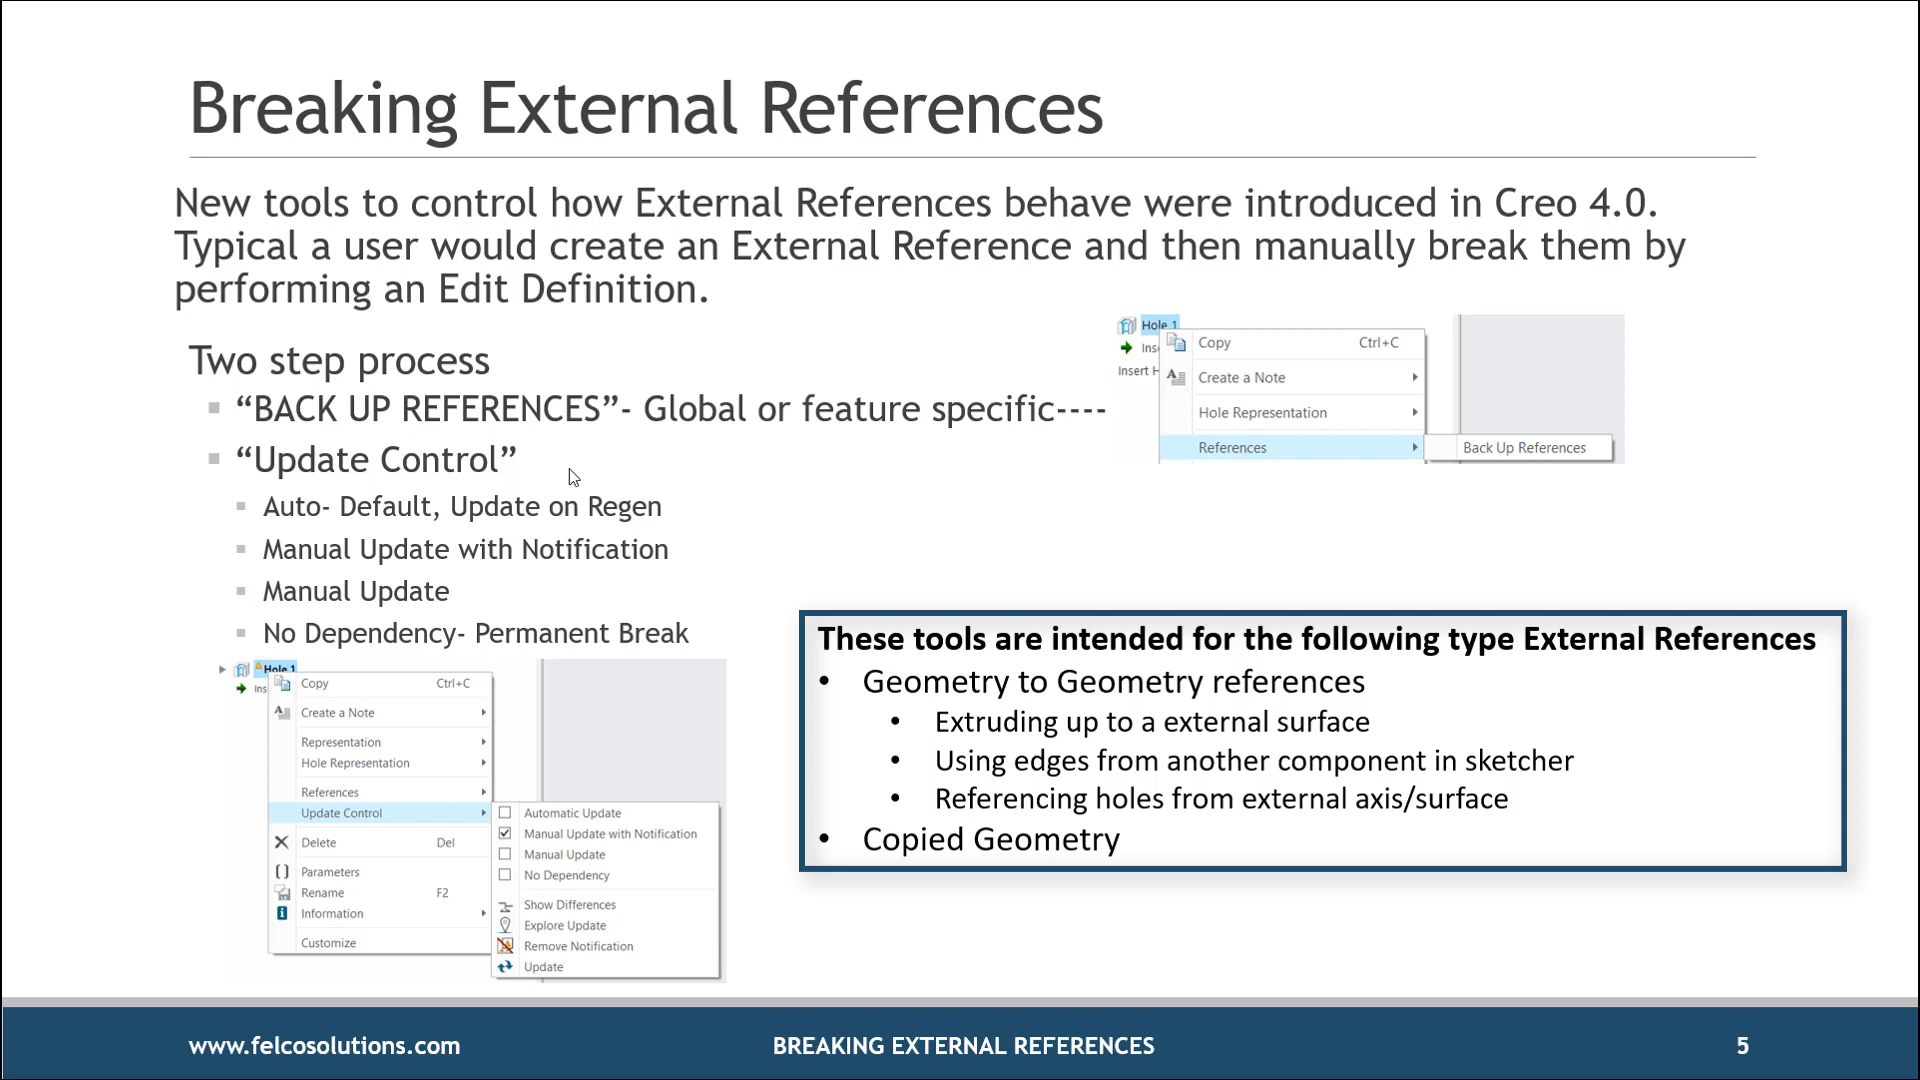 Breaking External References
New tools to control how External References behave were introduced in Creo 4.0.
Typical a user would create an External Reference and then manually break them by
performing an Edit Definition.
Two step process
“BACK UP REFERENCES”- Global or feature specific----
“Update Control”
Auto- Default, Update on Regen
Manual Update with Notification
Manual Update
No Dependency- Permanent Break
Hole 1
Ins
Insert H
Copy Ctrl+C
Create a Note
Hole Representation
References
Back Up References
Hole 1
Ins
Copy Ctrl+C
Create a Note
Representation
Hole Representation
References
Update Control
Delete Del
Parameters
Rename F2
Information
Customize
Automatic Update
Manual Update with Notification
Manual Update
No Dependency
Show Differences
Explore Update
Remove Notification
Update
These tools are intended for the following type External References
• Geometry to Geometry references
• Extruding up to a external surface
• Using edges from another component in sketcher
• Referencing holes from external axis/surface
• Copied Geometry
www.felcosolutions.com
BREAKING EXTERNAL REFERENCES
5